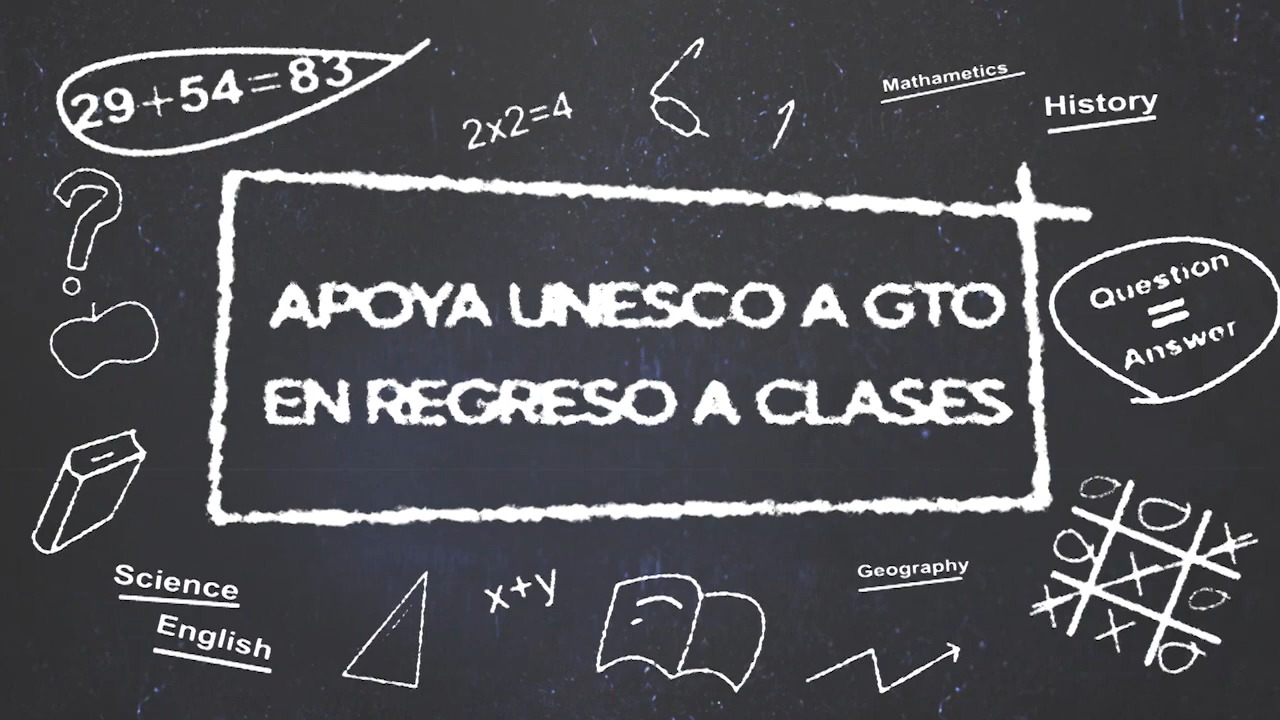 29+54=83
2x2=4
Mathametics
History
APOYA UNESCO A GTO
EN REGRESO A CLASES
Question
=
Answer
Science
English
x+y
Geography